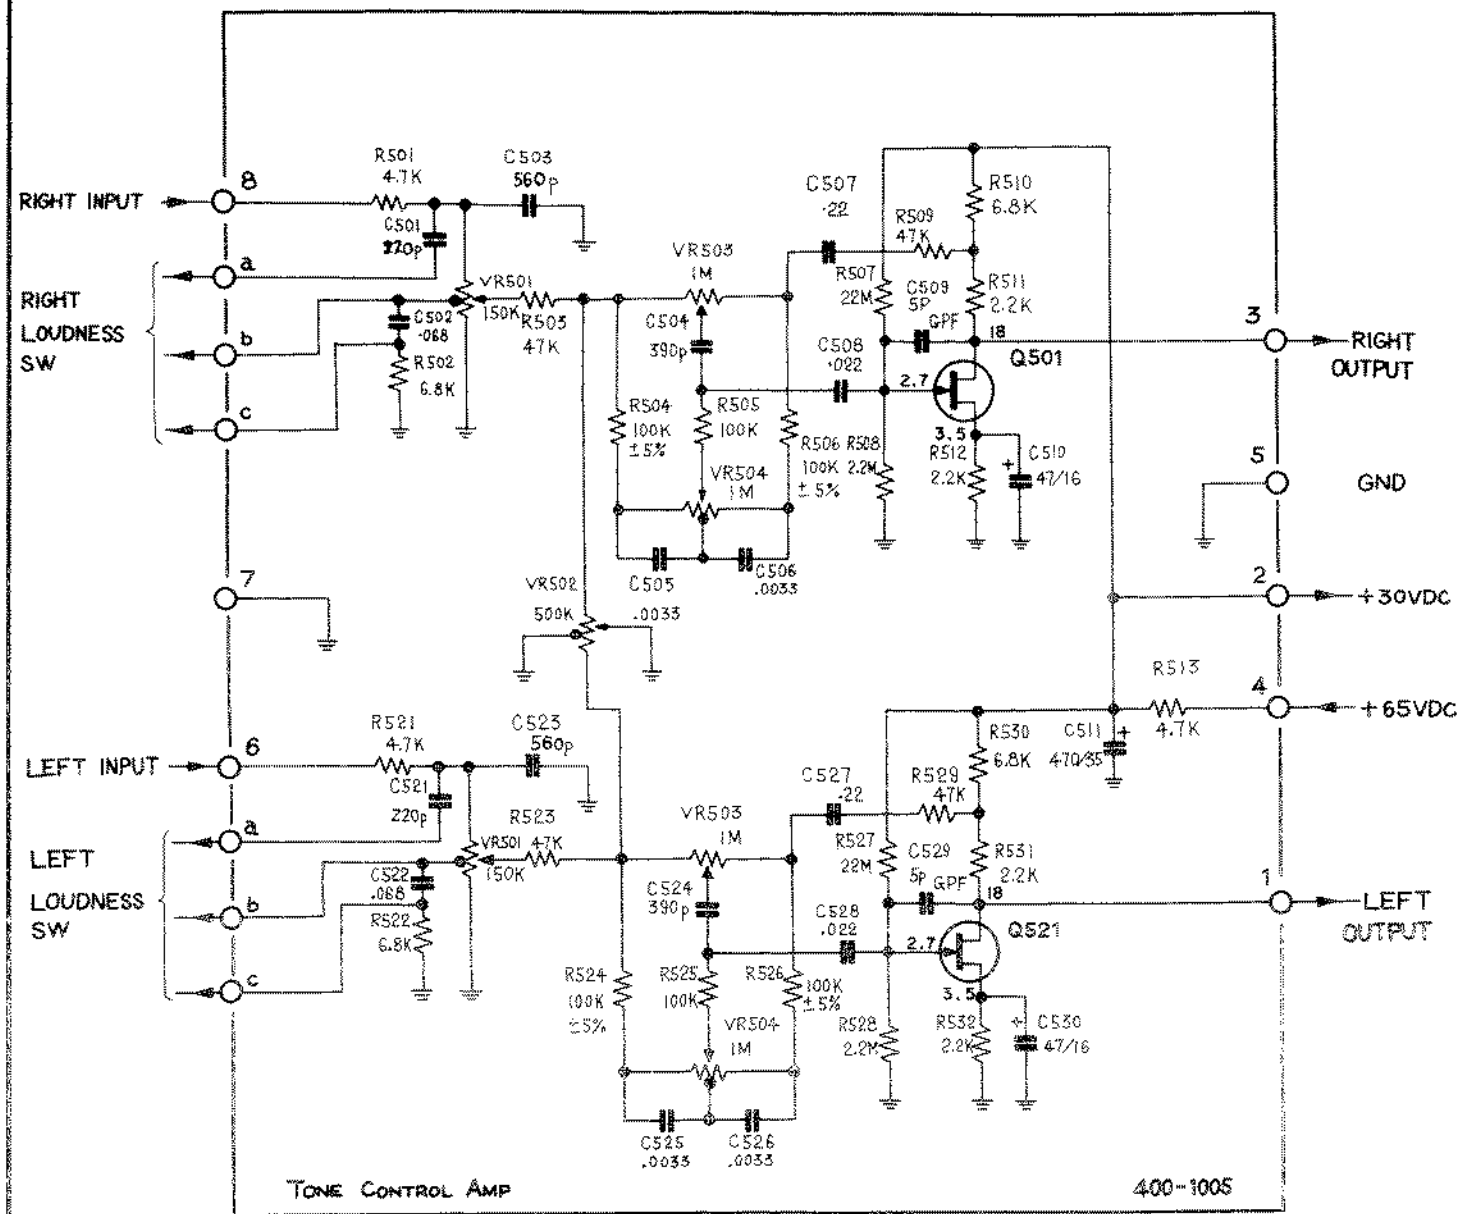 R501
4.7K
C503
560p
8
RIGHT INPUT
C501
220p
a
RIGHT
LOUDNESS
SW
b
c
C502
.068
R502
6.8K
VR501
150K
R503
47K
VR503
1M
C504
390p
C507
.22
R509
47K
R510
6.8K
R507
22M
C509
5P
GPF
R511
2.2K
18
3
RIGHT
OUTPUT
C508
.022
2.7
Q501
3.5
R504
100K
±5%
R505
100K
R506
100K
±5%
R508
2.2M
R512
2.2K
+
C510
47/16
5
GND
VR504
1M
C505
.0033
C506
.0033
7
VR502
500K
2
+30VDC
R513
4.7K
4
+65VDC
R521
4.7K
C523
560p
6
LEFT INPUT
C521
220p
a
LEFT
LOUDNESS
SW
b
c
C522
.068
R522
6.8K
VR501
150K
R523
47K
VR503
1M
C524
390p
C527
.22
R529
47K
R530
6.8K
C511
+
470/35
R527
22M
C529
5p
GPF
R531
2.2K
18
1
LEFT
OUTPUT
C528
.022
2.7
Q521
3.5
R524
100K
±5%
R525
100K
R526
100K
±5%
R528
2.2M
R532
2.2K
+
C530
47/16
VR504
1M
C525
.0033
C526
.0033
TONE CONTROL AMP
400-1005